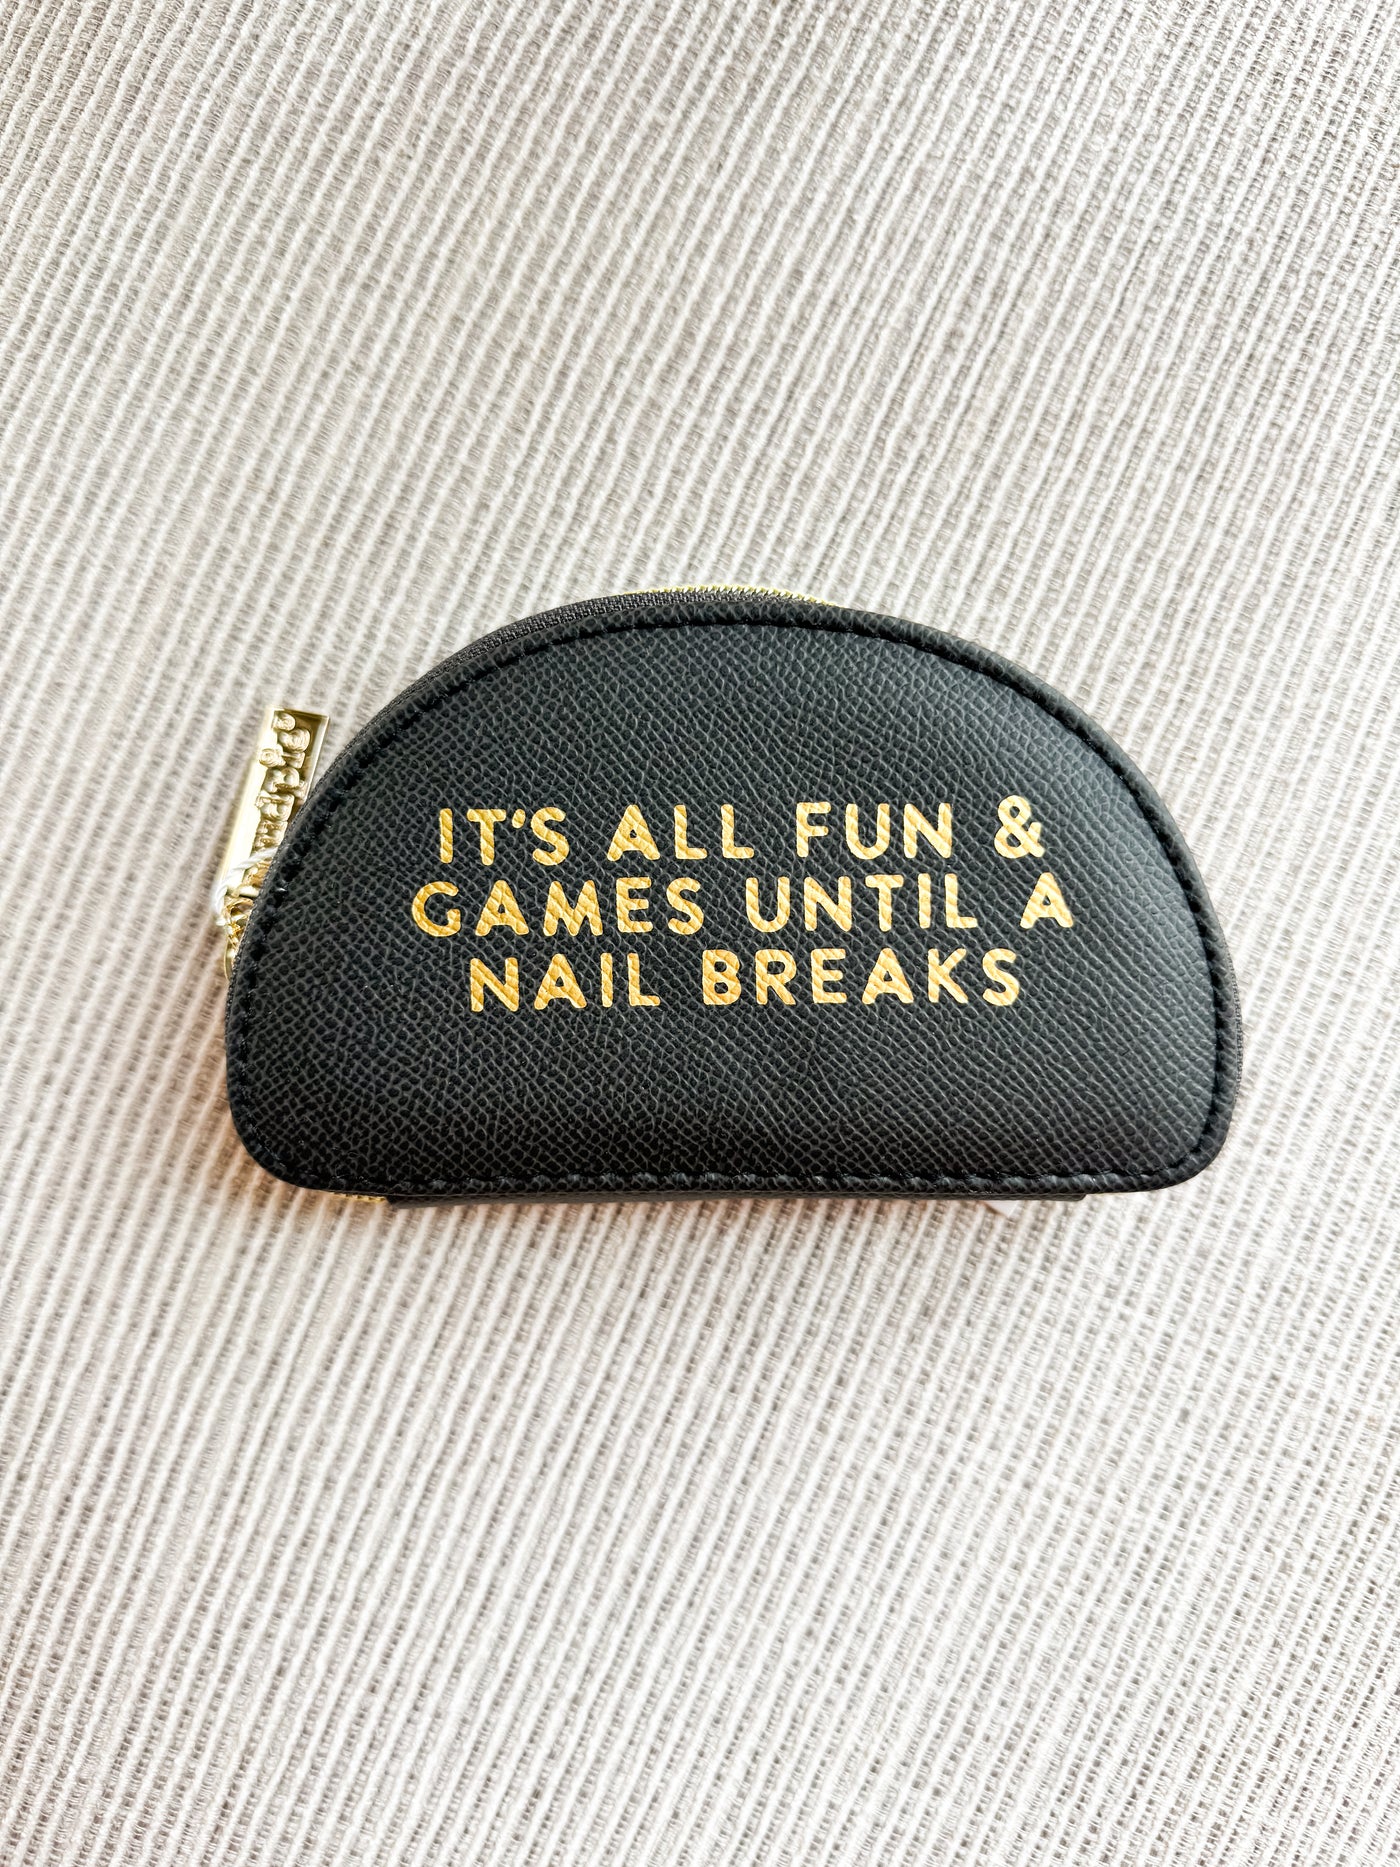 IT'S ALL FUN &
GAMES UNTIL A
NAIL BREAKS